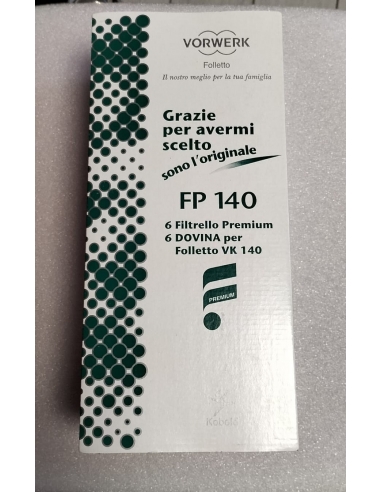 VORWERK
Folletto
Il nostro meglio per la tua famiglia
Grazie
per avermi
scelto
sono l'originale
FP 140
6 Filtrello Premium
6 DOVINA per
Folletto VK 140
PREMIUM
Kobold